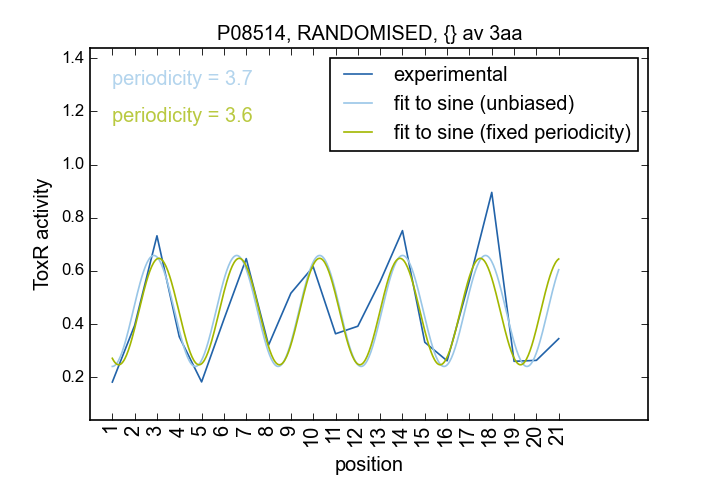 P08514, RANDOMISED, {} av 3aa
periodicity = 3.7
periodicity = 3.6
experimental
fit to sine (unbiased)
fit to sine (fixed periodicity)
ToxR activity
1.4
1.2
1.0
0.8
0.6
0.4
0.2
1 2 3 4 5 6 7 8 9 10 11 12 13 14 15 16 17 18 19 20 21
position